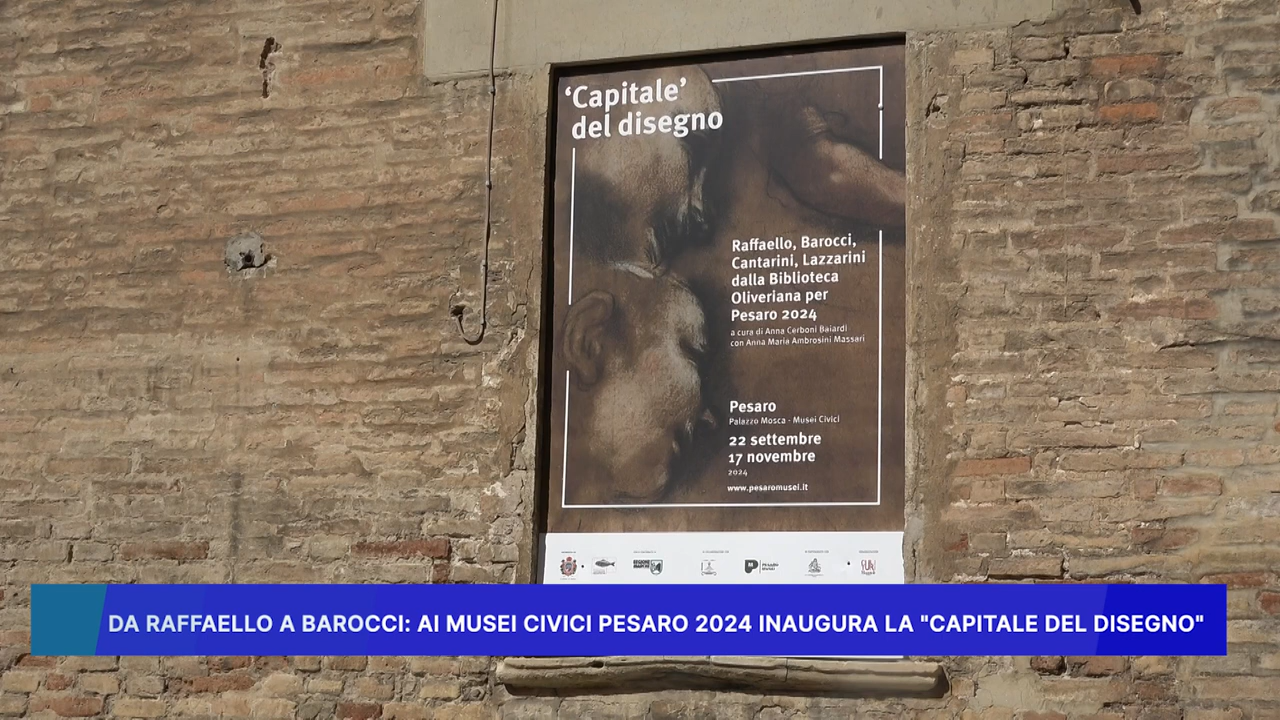 ‘Capitale’
del disegno
Raffaello, Barocci,
Cantarini, Lazzarini
dalla Biblioteca
Oliveriana per
Pesaro 2024
a cura di Anna Cerboni Baiardi
con Anna Maria Ambrosini Massari
Pesaro
Palazzo Mosca - Musei Civici
22 settembre
17 novembre
2024
www.pesaromusei.it
DA RAFFAELLO A BAROCCI: AI MUSEI CIVICI PESARO 2024 INAUGURA LA "CAPITALE DEL DISEGNO"